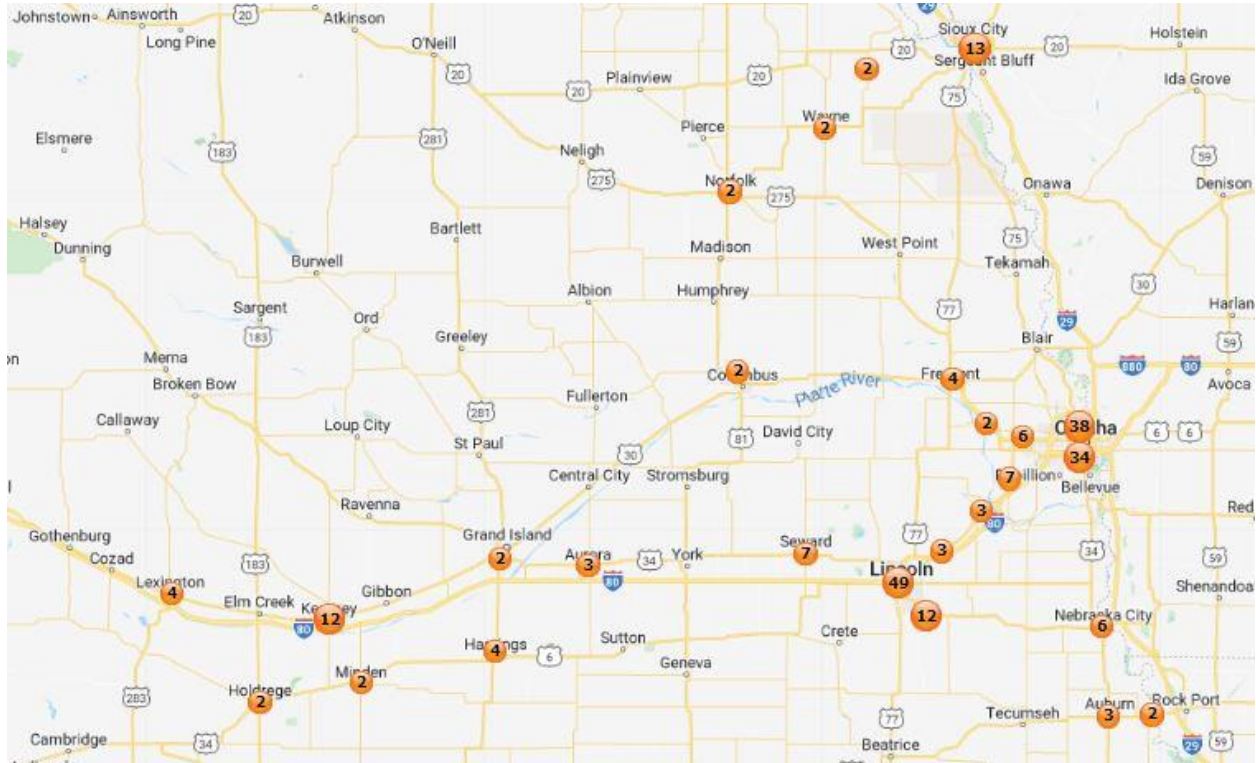 29
Johnstown
Ainsworth
20
Atkinson
Long Pine
O'Neill
Sioux City
13
20
20
Holstein
Sergeant Bluff
2
20
Plainview
20
20
Ida Grove
75
Elsmere
183
281
Pierce
Wayne
2
Neligh
59
275
Norfolk
2
275
Onawa
Denison
Halsey
Dunning
Bartlett
Madison
West Point
75
Tekamah
Burwell
30
Sargent
Albion
Humphrey
77
Harlan
183
Ord
Greeley
29
Blair
59
Merna
Broken Bow
Columbus
2
Fremont
4
880
80
Avoca
Platte River
Fullerton
Callaway
Loup City
281
St Paul
81
David City
2
6
Omaha
38
6
6
30
34
Central City
Stromsburg
7
Papillion
Bellevue
Ravenna
3
80
Red
Gothenburg
Cozad
Grand Island
2
Aurora
3
34
York
Seward
7
77
3
34
59
183
Lexington
4
80
Lincoln
49
Shenandoa
Elm Creek
Gibbon
Kearney
12
80
12
Nebraska City
6
Hastings
4
6
Sutton
Crete
Geneva
283
Minden
2
Holdrege
2
Rock Port
77
Tecumseh
Auburn
3
2
Cambridge
34
Beatrice
29
59